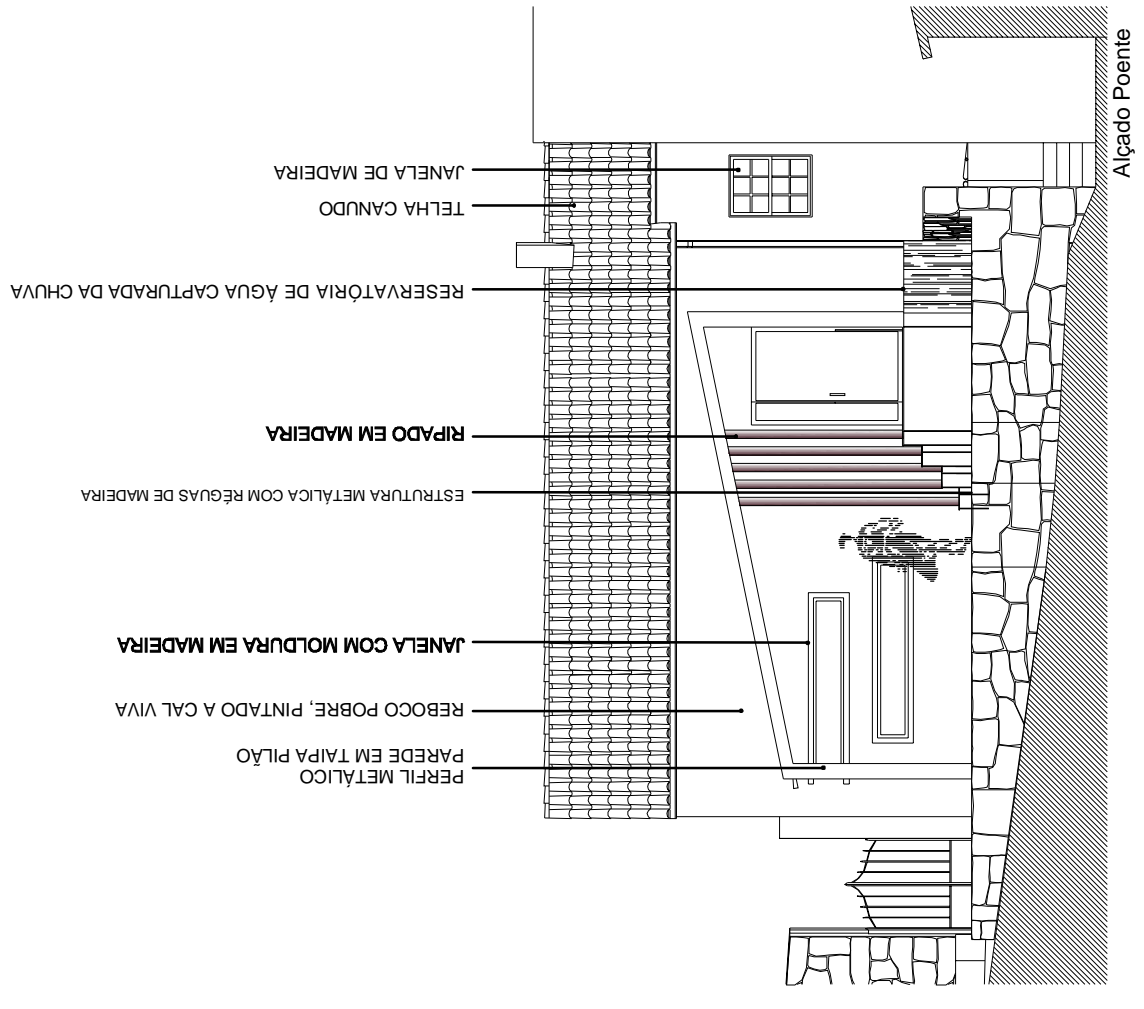 JANELA DE MADEIRA
TELHA CANUDO
RESERVATÓRIA DE ÁGUA CAPTURADA DA CHUVA
RIPADO EM MADEIRA
ESTRUTURA METÁLICA COM RÉGUAS DE MADEIRA
JANELA COM MOLDURA EM MADEIRA
REBOCO POBRE, PINTADO A CAL VIVA
PERFIL METÁLICO
PAREDE EM TAIPA PILÃO
Alçado Poente